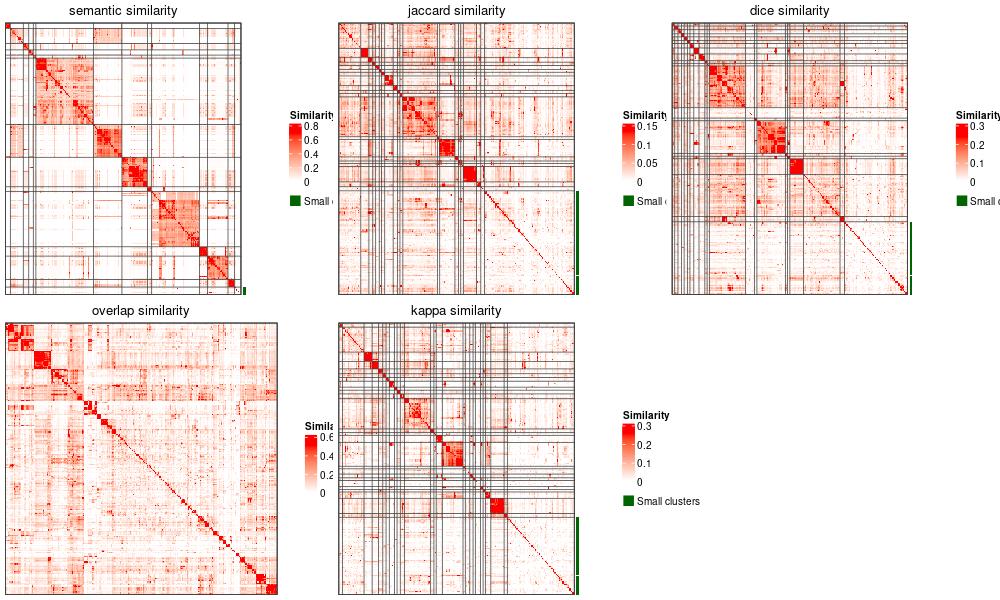 semantic similarity
jaccard similarity
dice similarity
Similarity
0.8
0.6
0.4
0.2
0
Small
Similarity
0.15
0.1
0.05
0
Small
Similarity
0.3
0.2
0.1
0
Small
overlap similarity
kappa similarity
Simila
0.6
0.4
0.2
0
Similarity
0.3
0.2
0.1
0
Small clusters